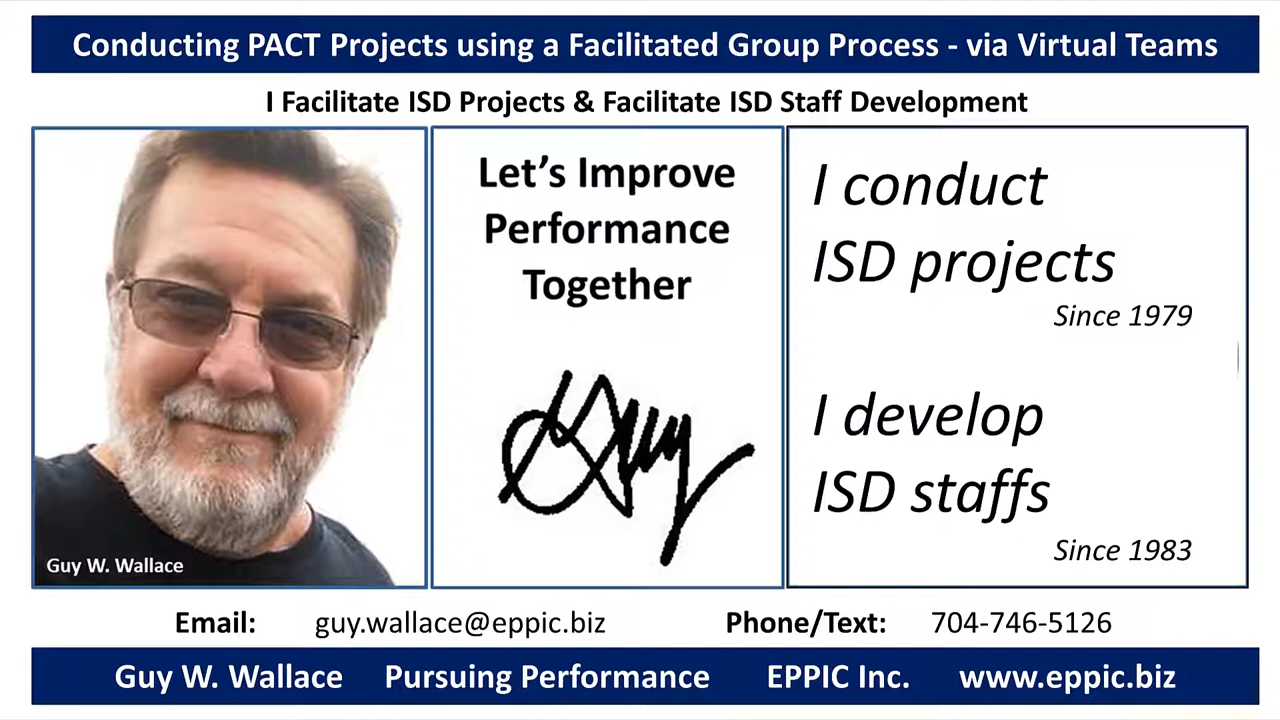 Conducting PACT Projects using a Facilitated Group Process - via Virtual Teams
I Facilitate ISD Projects & Facilitate ISD Staff Development
Guy W. Wallace
Let's Improve
Performance
Together
Guy
I conduct
ISD projects
Since 1979
I develop
ISD staffs
Since 1983
Email: guy.wallace@eppic.biz Phone/Text: 704-746-5126
Guy W. Wallace Pursuing Performance EPPIC Inc. www.eppic.biz